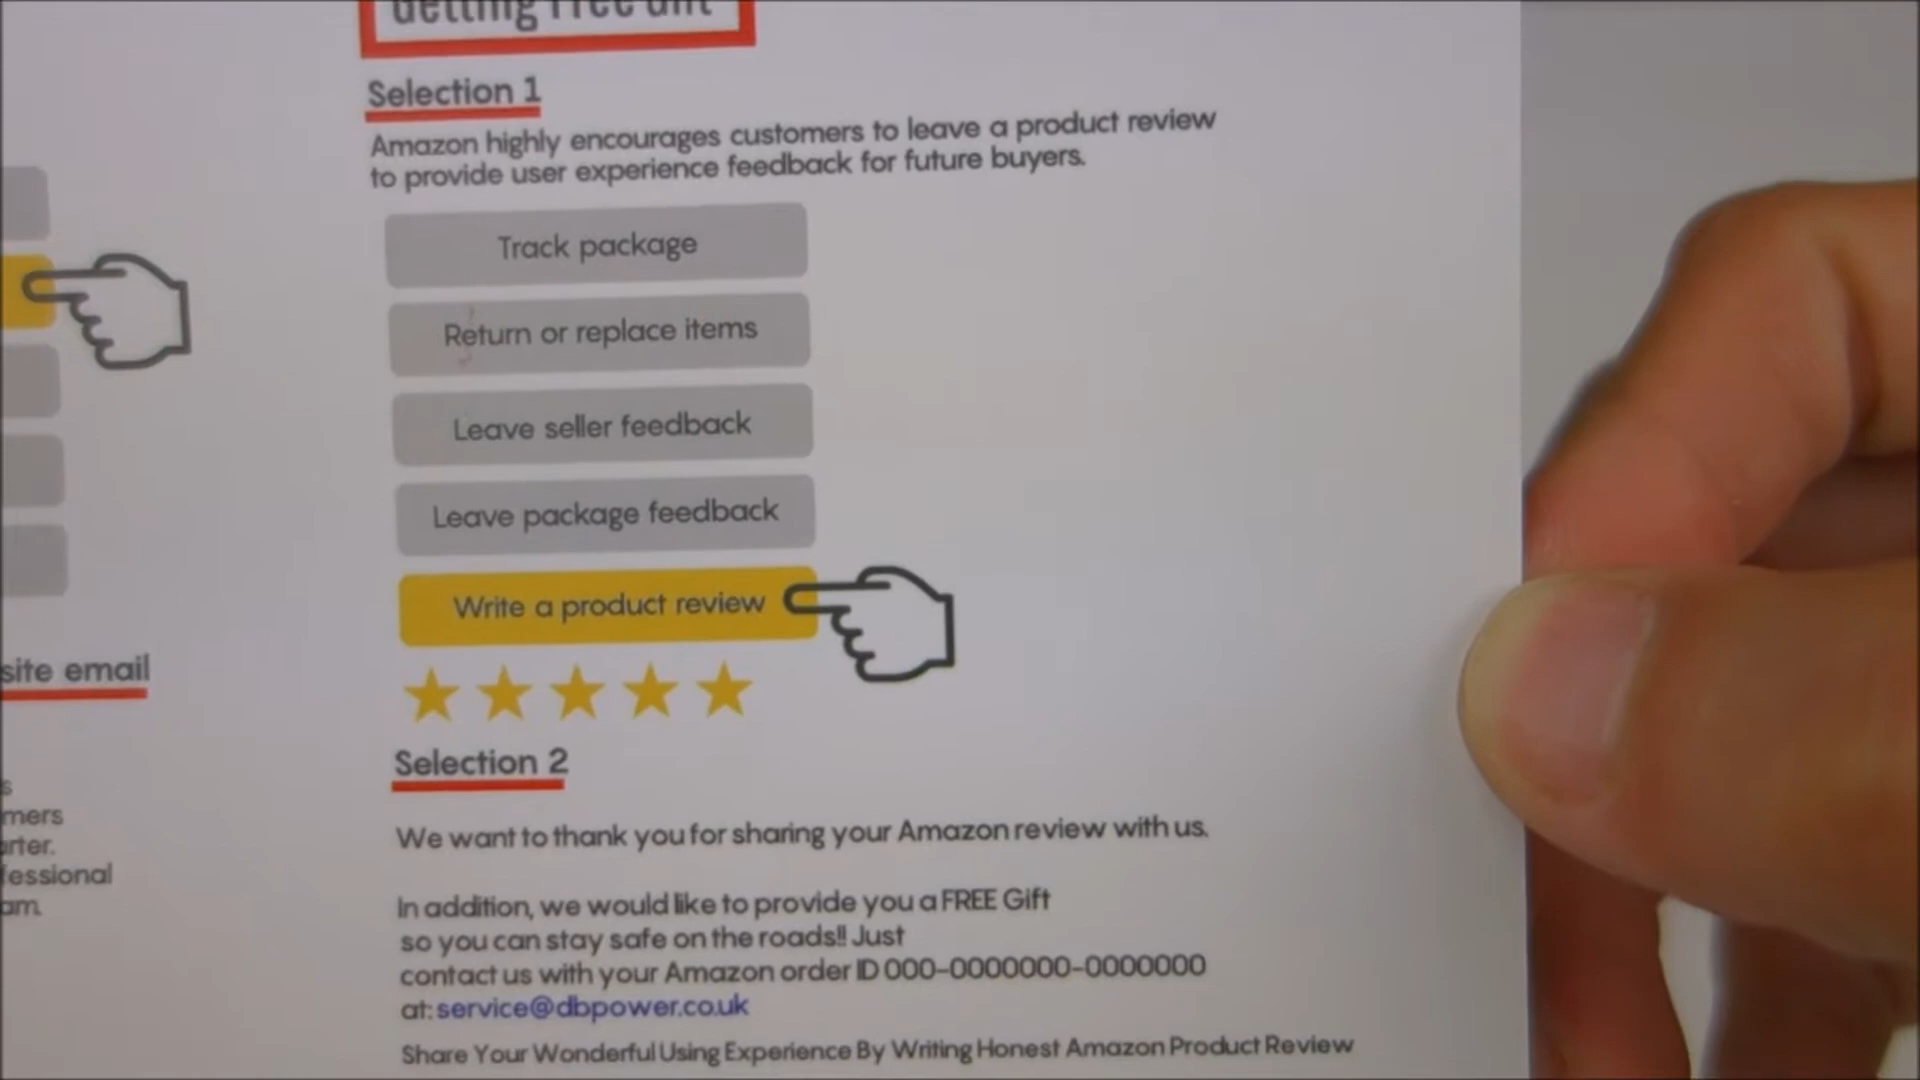 Getting Free Gift
Selection 1
Amazon highly encourages customers to leave a product review
to provide user experience feedback for future buyers.
Track package
Return or replace items
Leave seller feedback
Leave package feedback
Write a product review
site email
Selection 2
We want to thank you for sharing your Amazon review with us.
mers
In addition, we would like to provide you a FREE Gift
so you can stay safe on the roads!! Just
contact us with your Amazon order ID 000-0000000-0000000
at: service@dbpower.co.uk
Share Your Wonderful Using Experience By Writing Honest Amazon Product Review